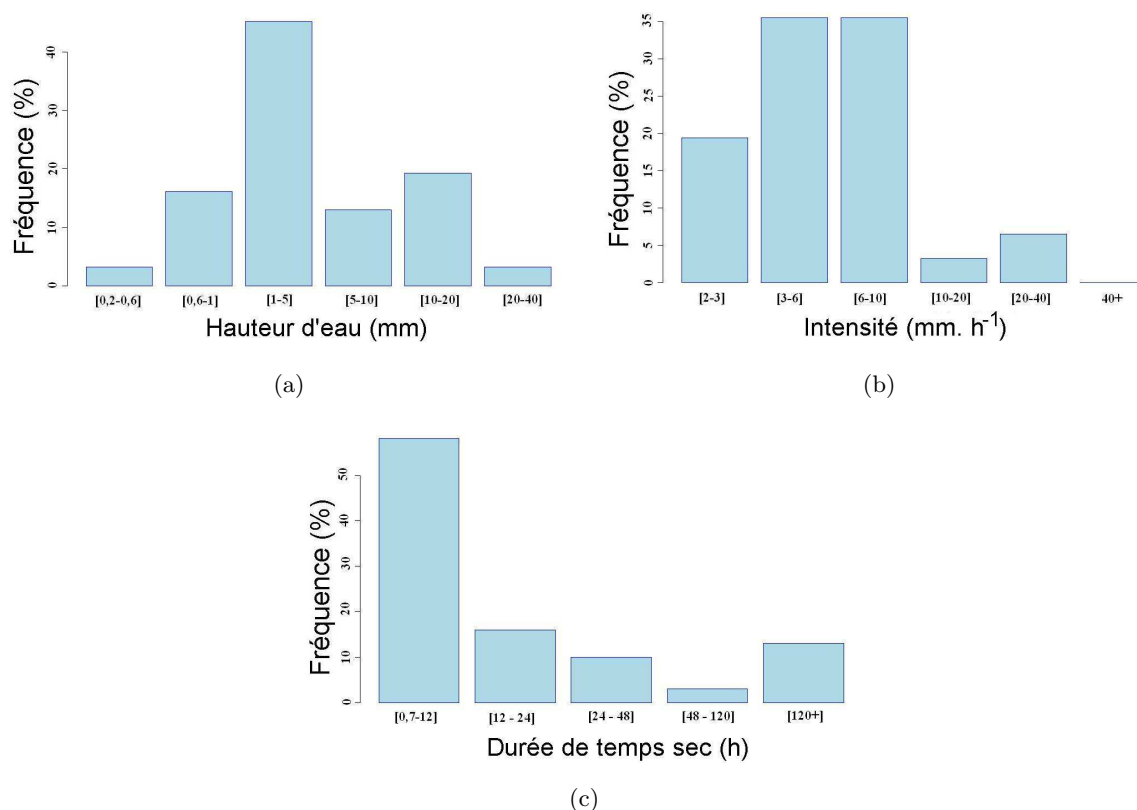 Fréquence (%)
0 10 20 30 40
[0,2-0,6] [0,6-1] [1-5] [5-10] [10-20] [20-40]
Hauteur d'eau (mm)
(a)
Fréquence (%)
0 5 10 15 20 25 30 35
[2-3] [3-6] [6-10] [10-20] [20-40] 40+
Intensité (mm. h-1)
(b)
Fréquence (%)
0 10 20 30 40 50
[0,7-12] [12 - 24] [24 - 48] [48 - 120] [120+]
Durée de temps sec (h)
(c)